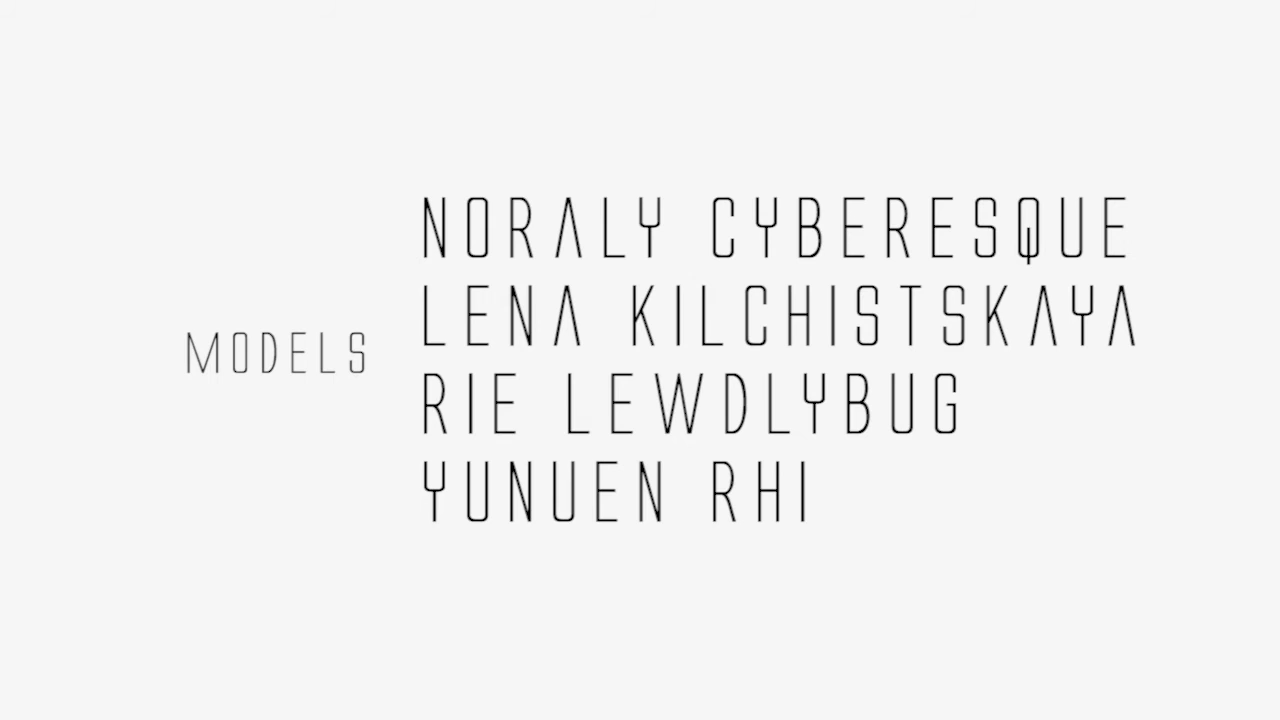 MODELS
NORALY CYBERESQUE
LENA KILCHISTSKAYA
RIE LEWDLYBUG
YUNUEN RHI